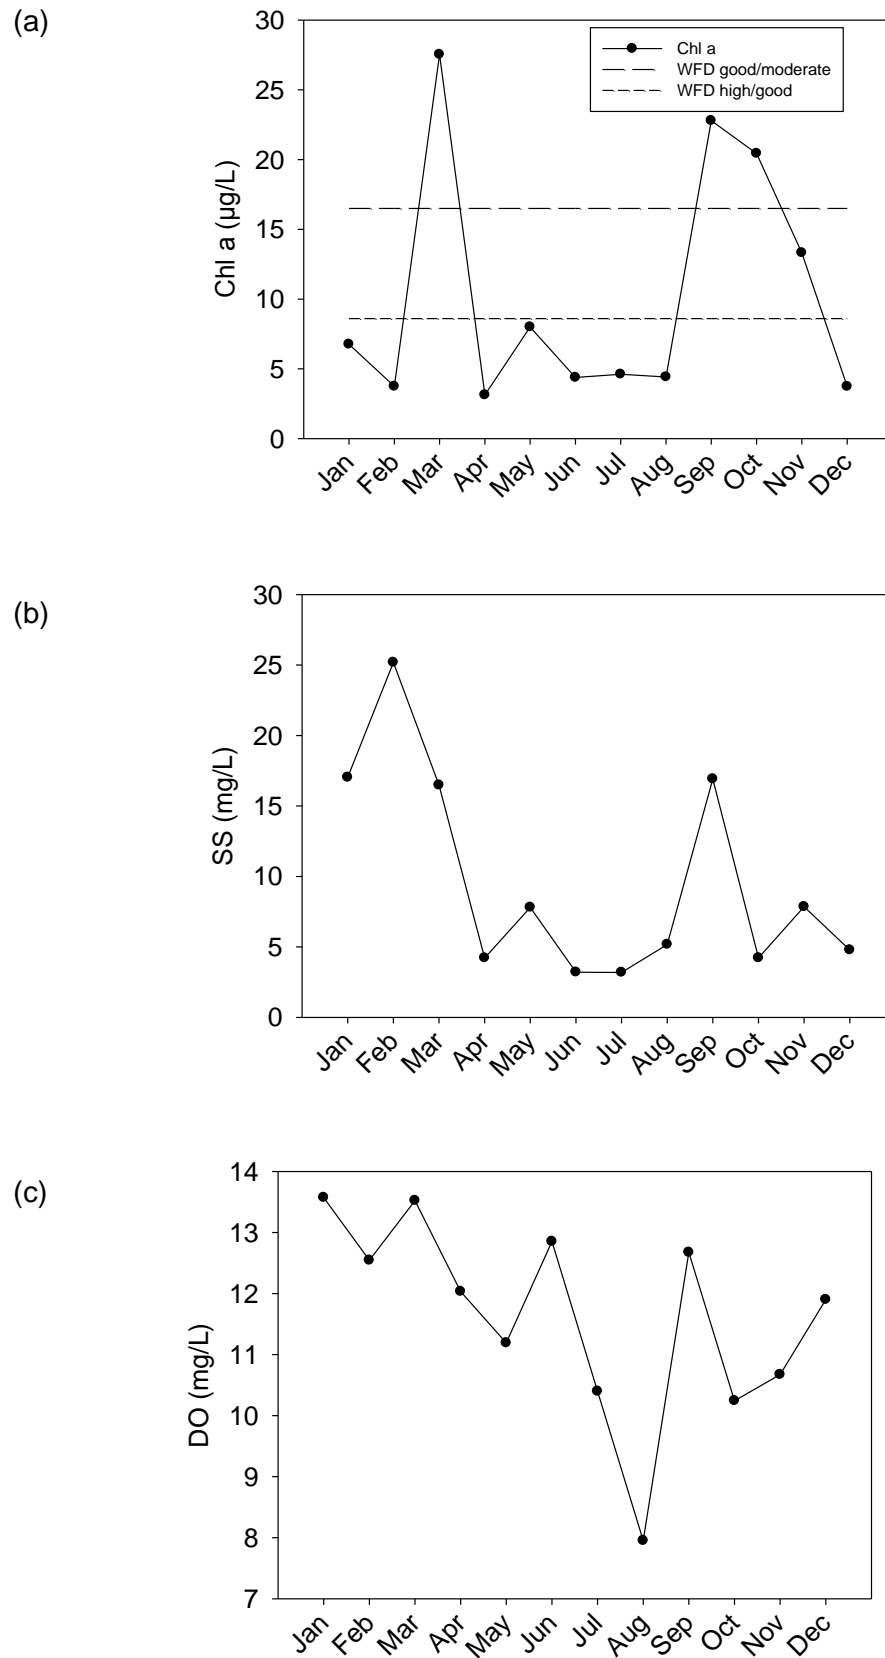 (a)
30
25
20
15
10
5
0
Chl a (µg/L)
Chl a
WFD good/moderate
WFD high/good
Jan Feb Mar Apr May Jun Jul Aug Sep Oct Nov Dec
(b)
30
25
20
15
10
5
0
SS (mg/L)
Jan Feb Mar Apr May Jun Jul Aug Sep Oct Nov Dec
(c)
14
13
12
11
10
9
8
7
DO (mg/L)
Jan Feb Mar Apr May Jun Jul Aug Sep Oct Nov Dec